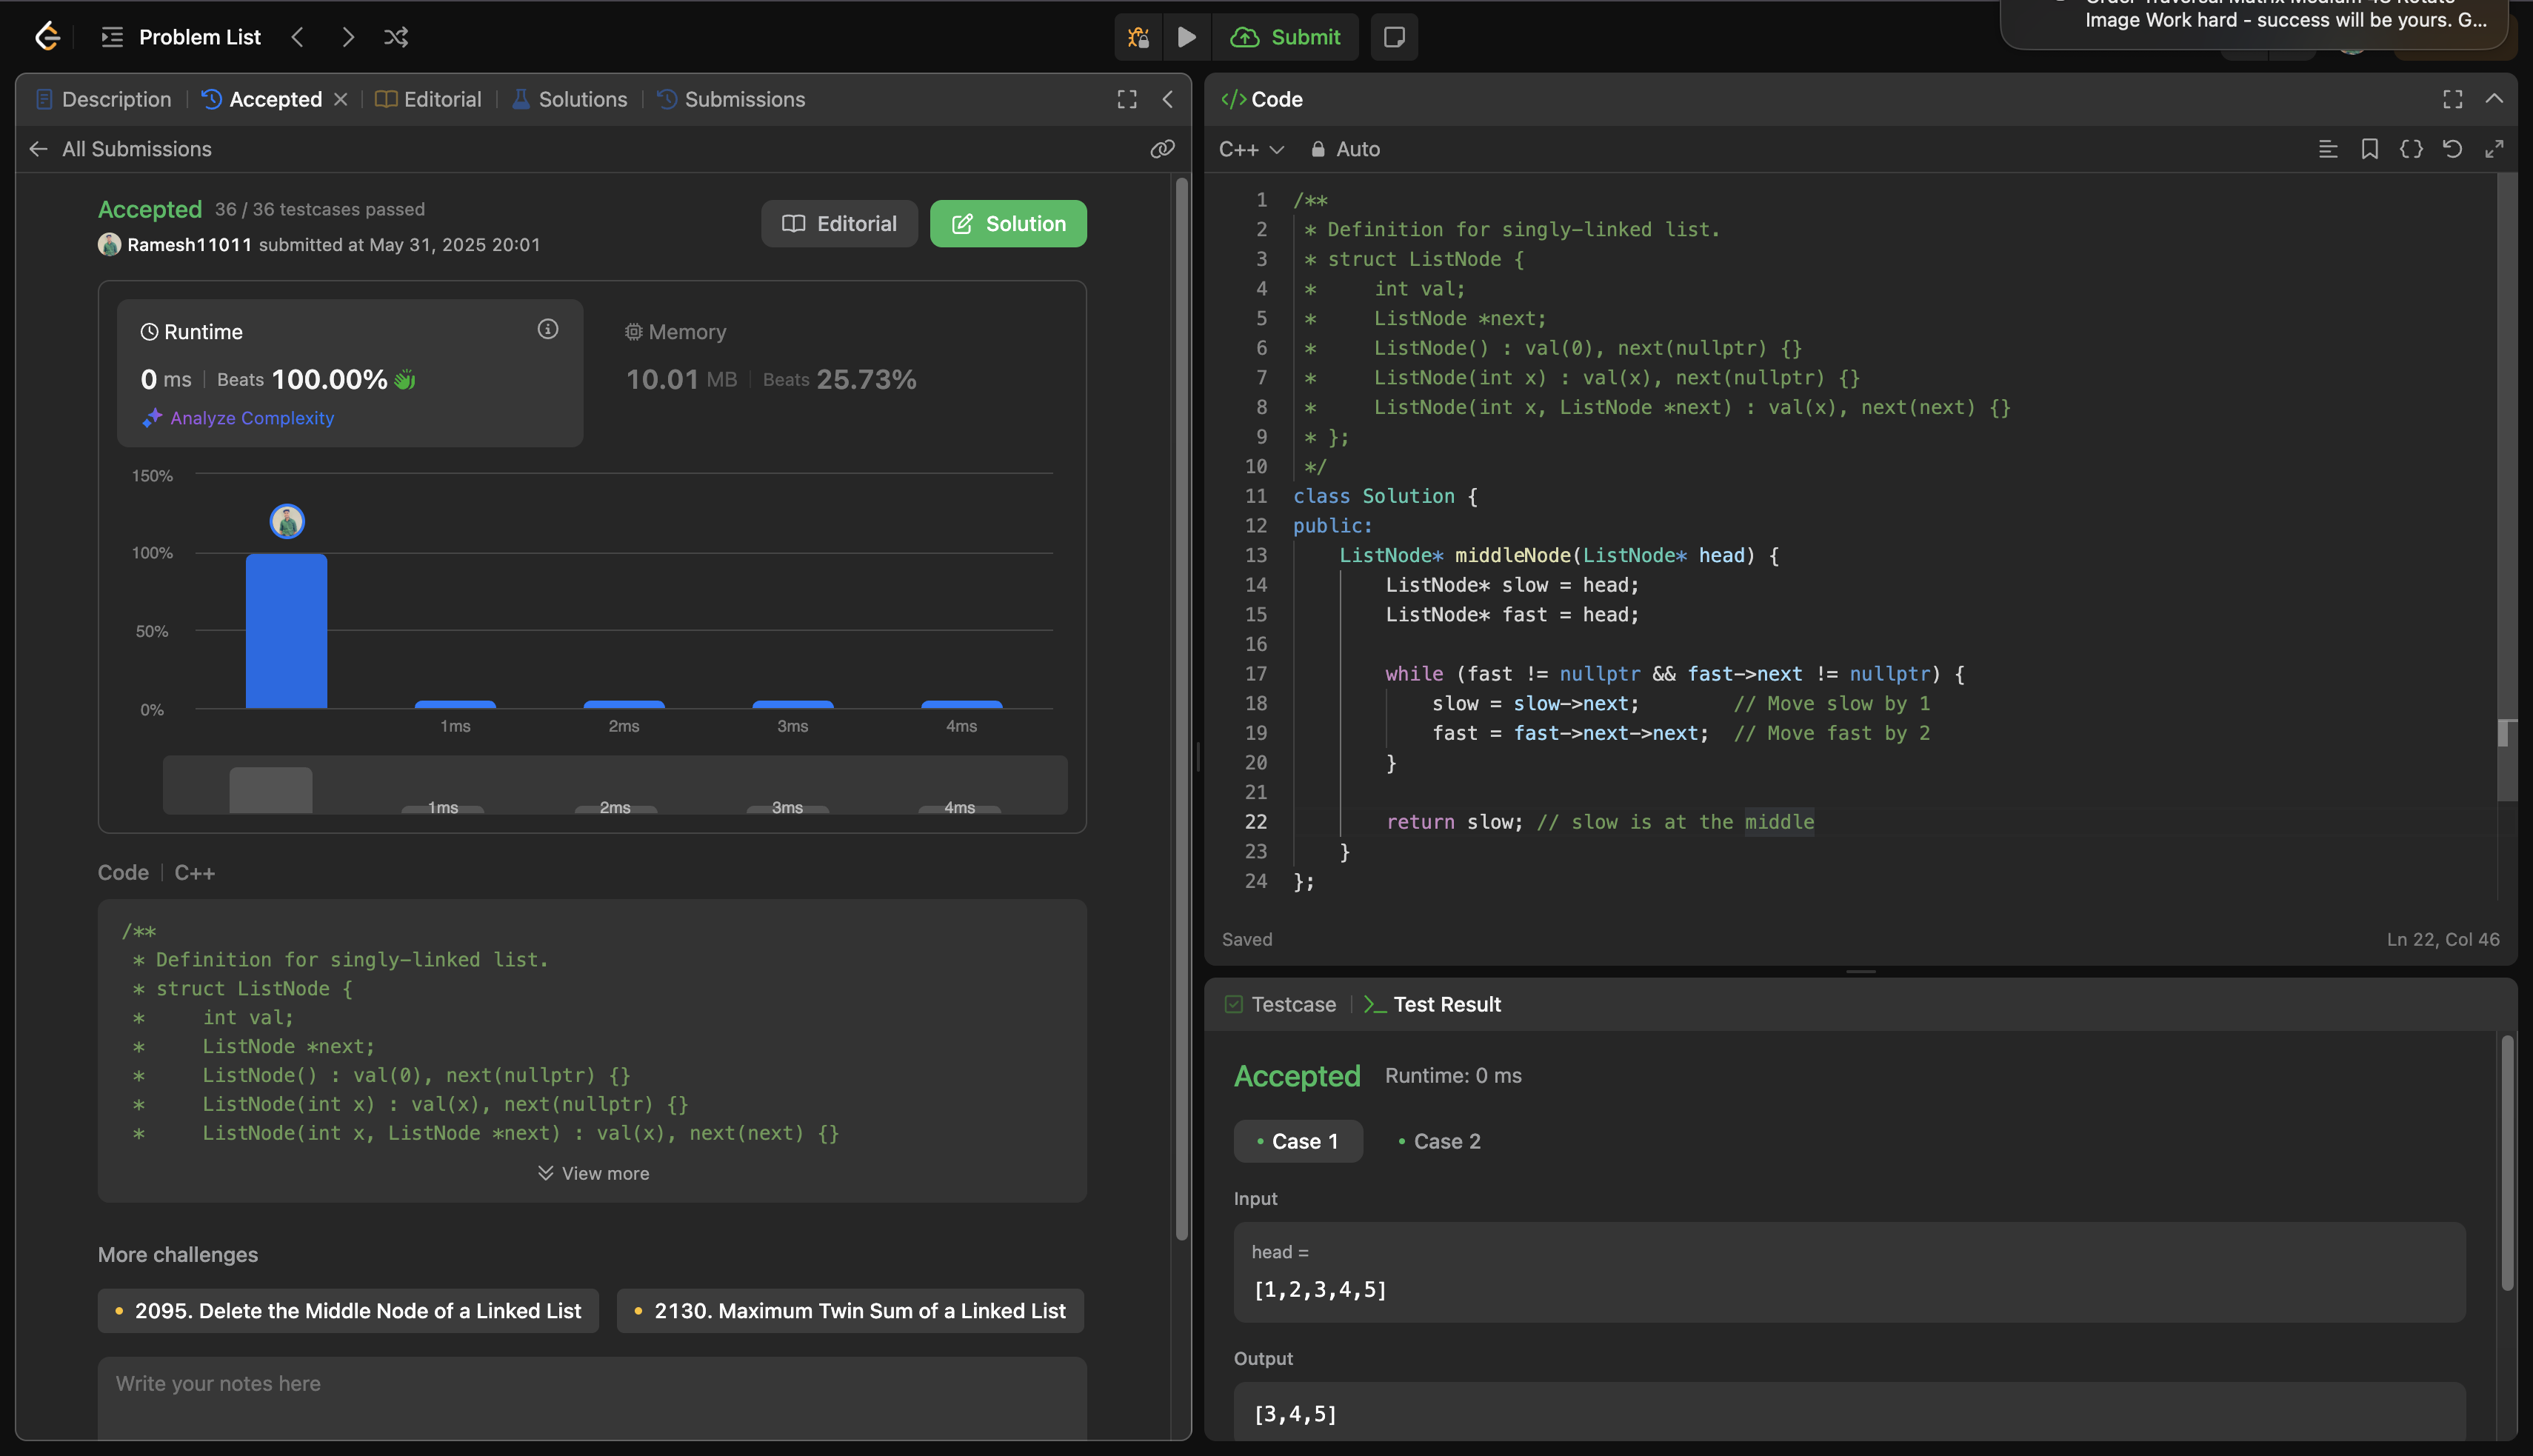 Problem List
Submit
Image Work hard - success will be yours. G...
Description
Accepted
Editorial
Solutions
Submissions
All Submissions
Accepted 36 / 36 testcases passed
Ramesh11011 submitted at May 31, 2025 20:01
Editorial
Solution
Runtime
0 ms Beats 100.00%
Analyze Complexity
Memory
10.01 MB Beats 25.73%
150%
100%
50%
0%
1ms 2ms 3ms 4ms
1ms 2ms 3ms 4ms
Code C++
/**
* Definition for singly-linked list.
* struct ListNode {
*     int val;
*     ListNode *next;
*     ListNode() : val(0), next(nullptr) {}
*     ListNode(int x) : val(x), next(nullptr) {}
*     ListNode(int x, ListNode *next) : val(x), next(next) {}
View more
More challenges
2095. Delete the Middle Node of a Linked List
2130. Maximum Twin Sum of a Linked List
Write your notes here
</> Code
C++ Auto
1 /**
2  * Definition for singly-linked list.
3  * struct ListNode {
4  *     int val;
5  *     ListNode *next;
6  *     ListNode() : val(0), next(nullptr) {}
7  *     ListNode(int x) : val(x), next(nullptr) {}
8  *     ListNode(int x, ListNode *next) : val(x), next(next) {}
9  * };
10  */
11 class Solution {
12 public:
13     ListNode* middleNode(ListNode* head) {
14         ListNode* slow = head;
15         ListNode* fast = head;
16
17         while (fast != nullptr && fast->next != nullptr) {
18             slow = slow->next;        // Move slow by 1
19             fast = fast->next->next;  // Move fast by 2
20         }
21
22         return slow; // slow is at the middle
23     }
24 };
Saved
Ln 22, Col 46
Testcase
Test Result
Accepted Runtime: 0 ms
Case 1
Case 2
Input
head =
[1,2,3,4,5]
Output
[3,4,5]